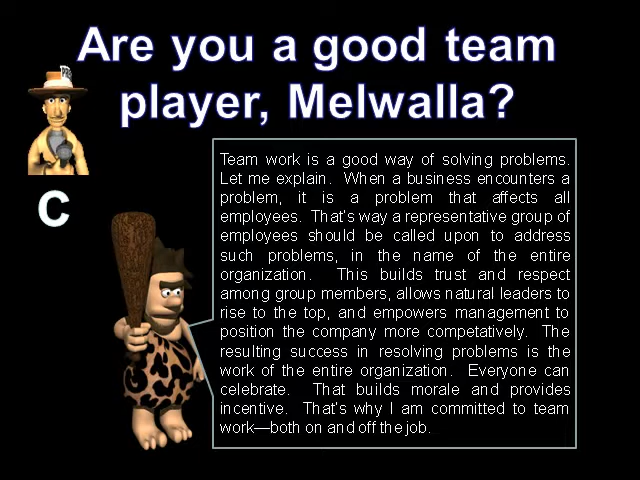 Are you a good team
player, Melwalla?
C
Team work is a good way of solving problems.
Let me explain. When a business encounters a
problem, it is a problem that affects all
employees. That's way a representative group of
employees should be called upon to address
such problems, in the name of the entire
organization. This builds trust and respect
among group members, allows natural leaders to
rise to the top, and empowers management to
position the company more competatively. The
resulting success in resolving problems is the
work of the entire organization. Everyone can
celebrate. That builds morale and provides
incentive. That's why I am committed to team
work—both on and off the job.